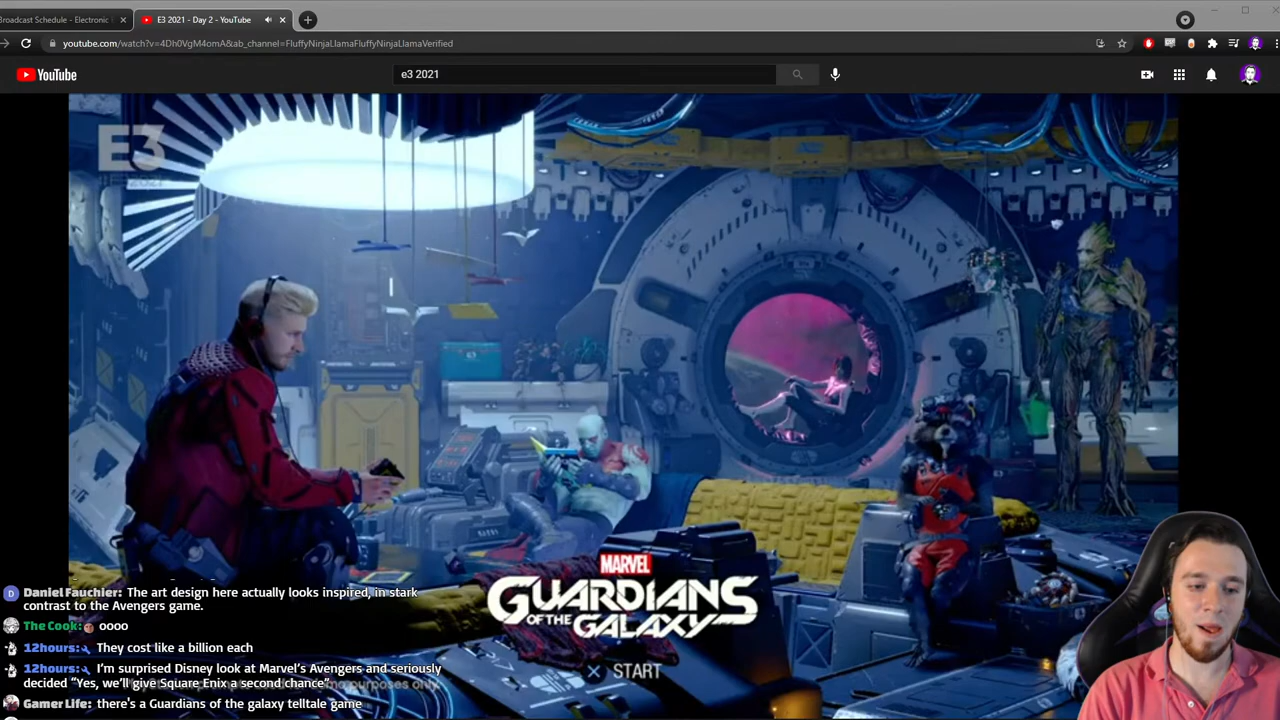 Broadcast Schedule - Electronic
E3 2021 - Day 2 - YouTube
youtube.com/watch?v=4Dh0VgM4omA&ab_channel=FluffyNinjaLlamaFluffyNinjaLlamaVerified
YouTube
e3 2021
E3
2021
MARVEL
GUARDIANS
OF THE GALAXY
START
Daniel Fauchier: The art design here actually looks inspired, in stark
contrast to the Avengers game.
The Cook: oooo
12hours: They cost like a billion each
12hours: I'm surprised Disney look at Marvel's Avengers and seriously
decided “Yes, we'll give Square Enix a second chance”
purposes only
Gamer Life: there's a Guardians of the galaxy telltale game